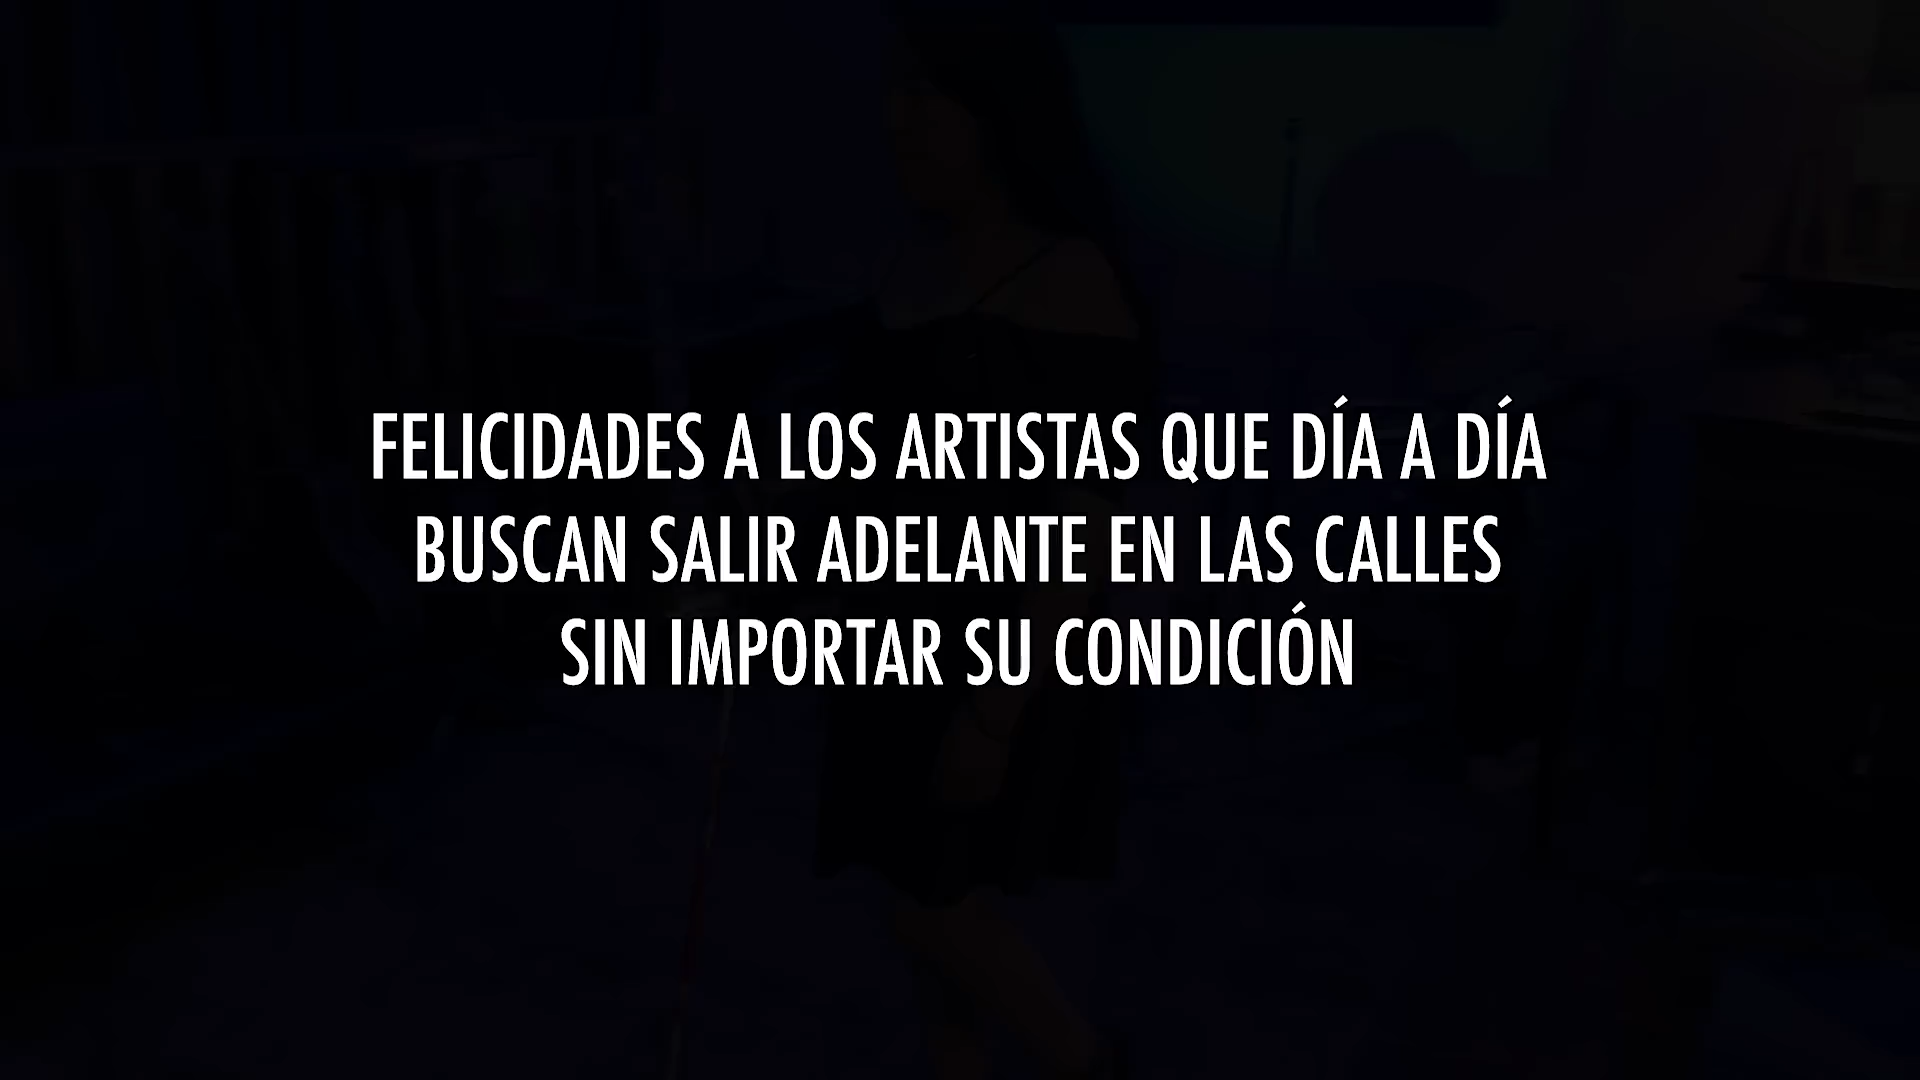 FELICIDADES A LOS ARTISTAS QUE DÍA A DÍA
BUSCAN SALIR ADELANTE EN LAS CALLES
SIN IMPORTAR SU CONDICIÓN